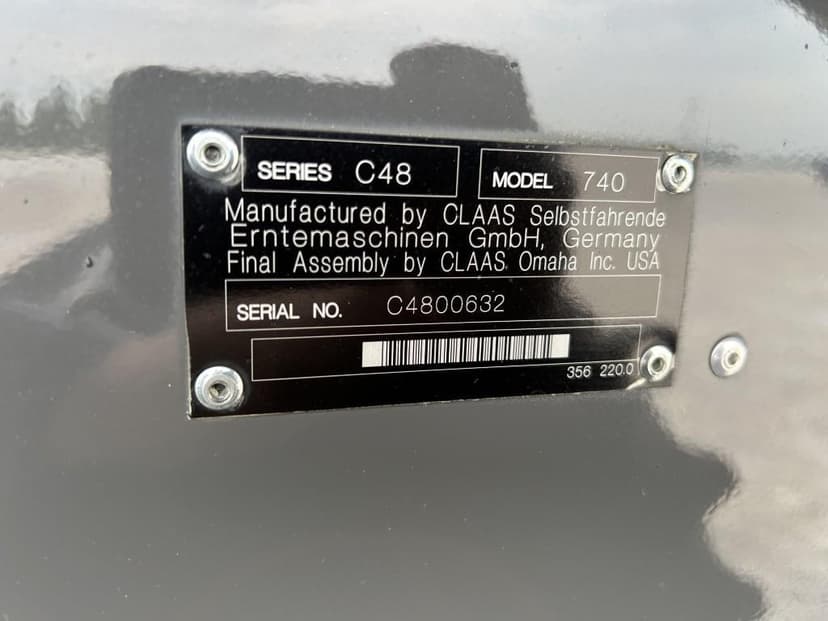 SERIES C48 MODEL 740
Manufactured by CLAAS Selbstfahrende
Erntemaschinen GmbH, Germany
Final Assembly by CLAAS Omaha Inc. USA
SERIAL NO. C4800632
356 220.0